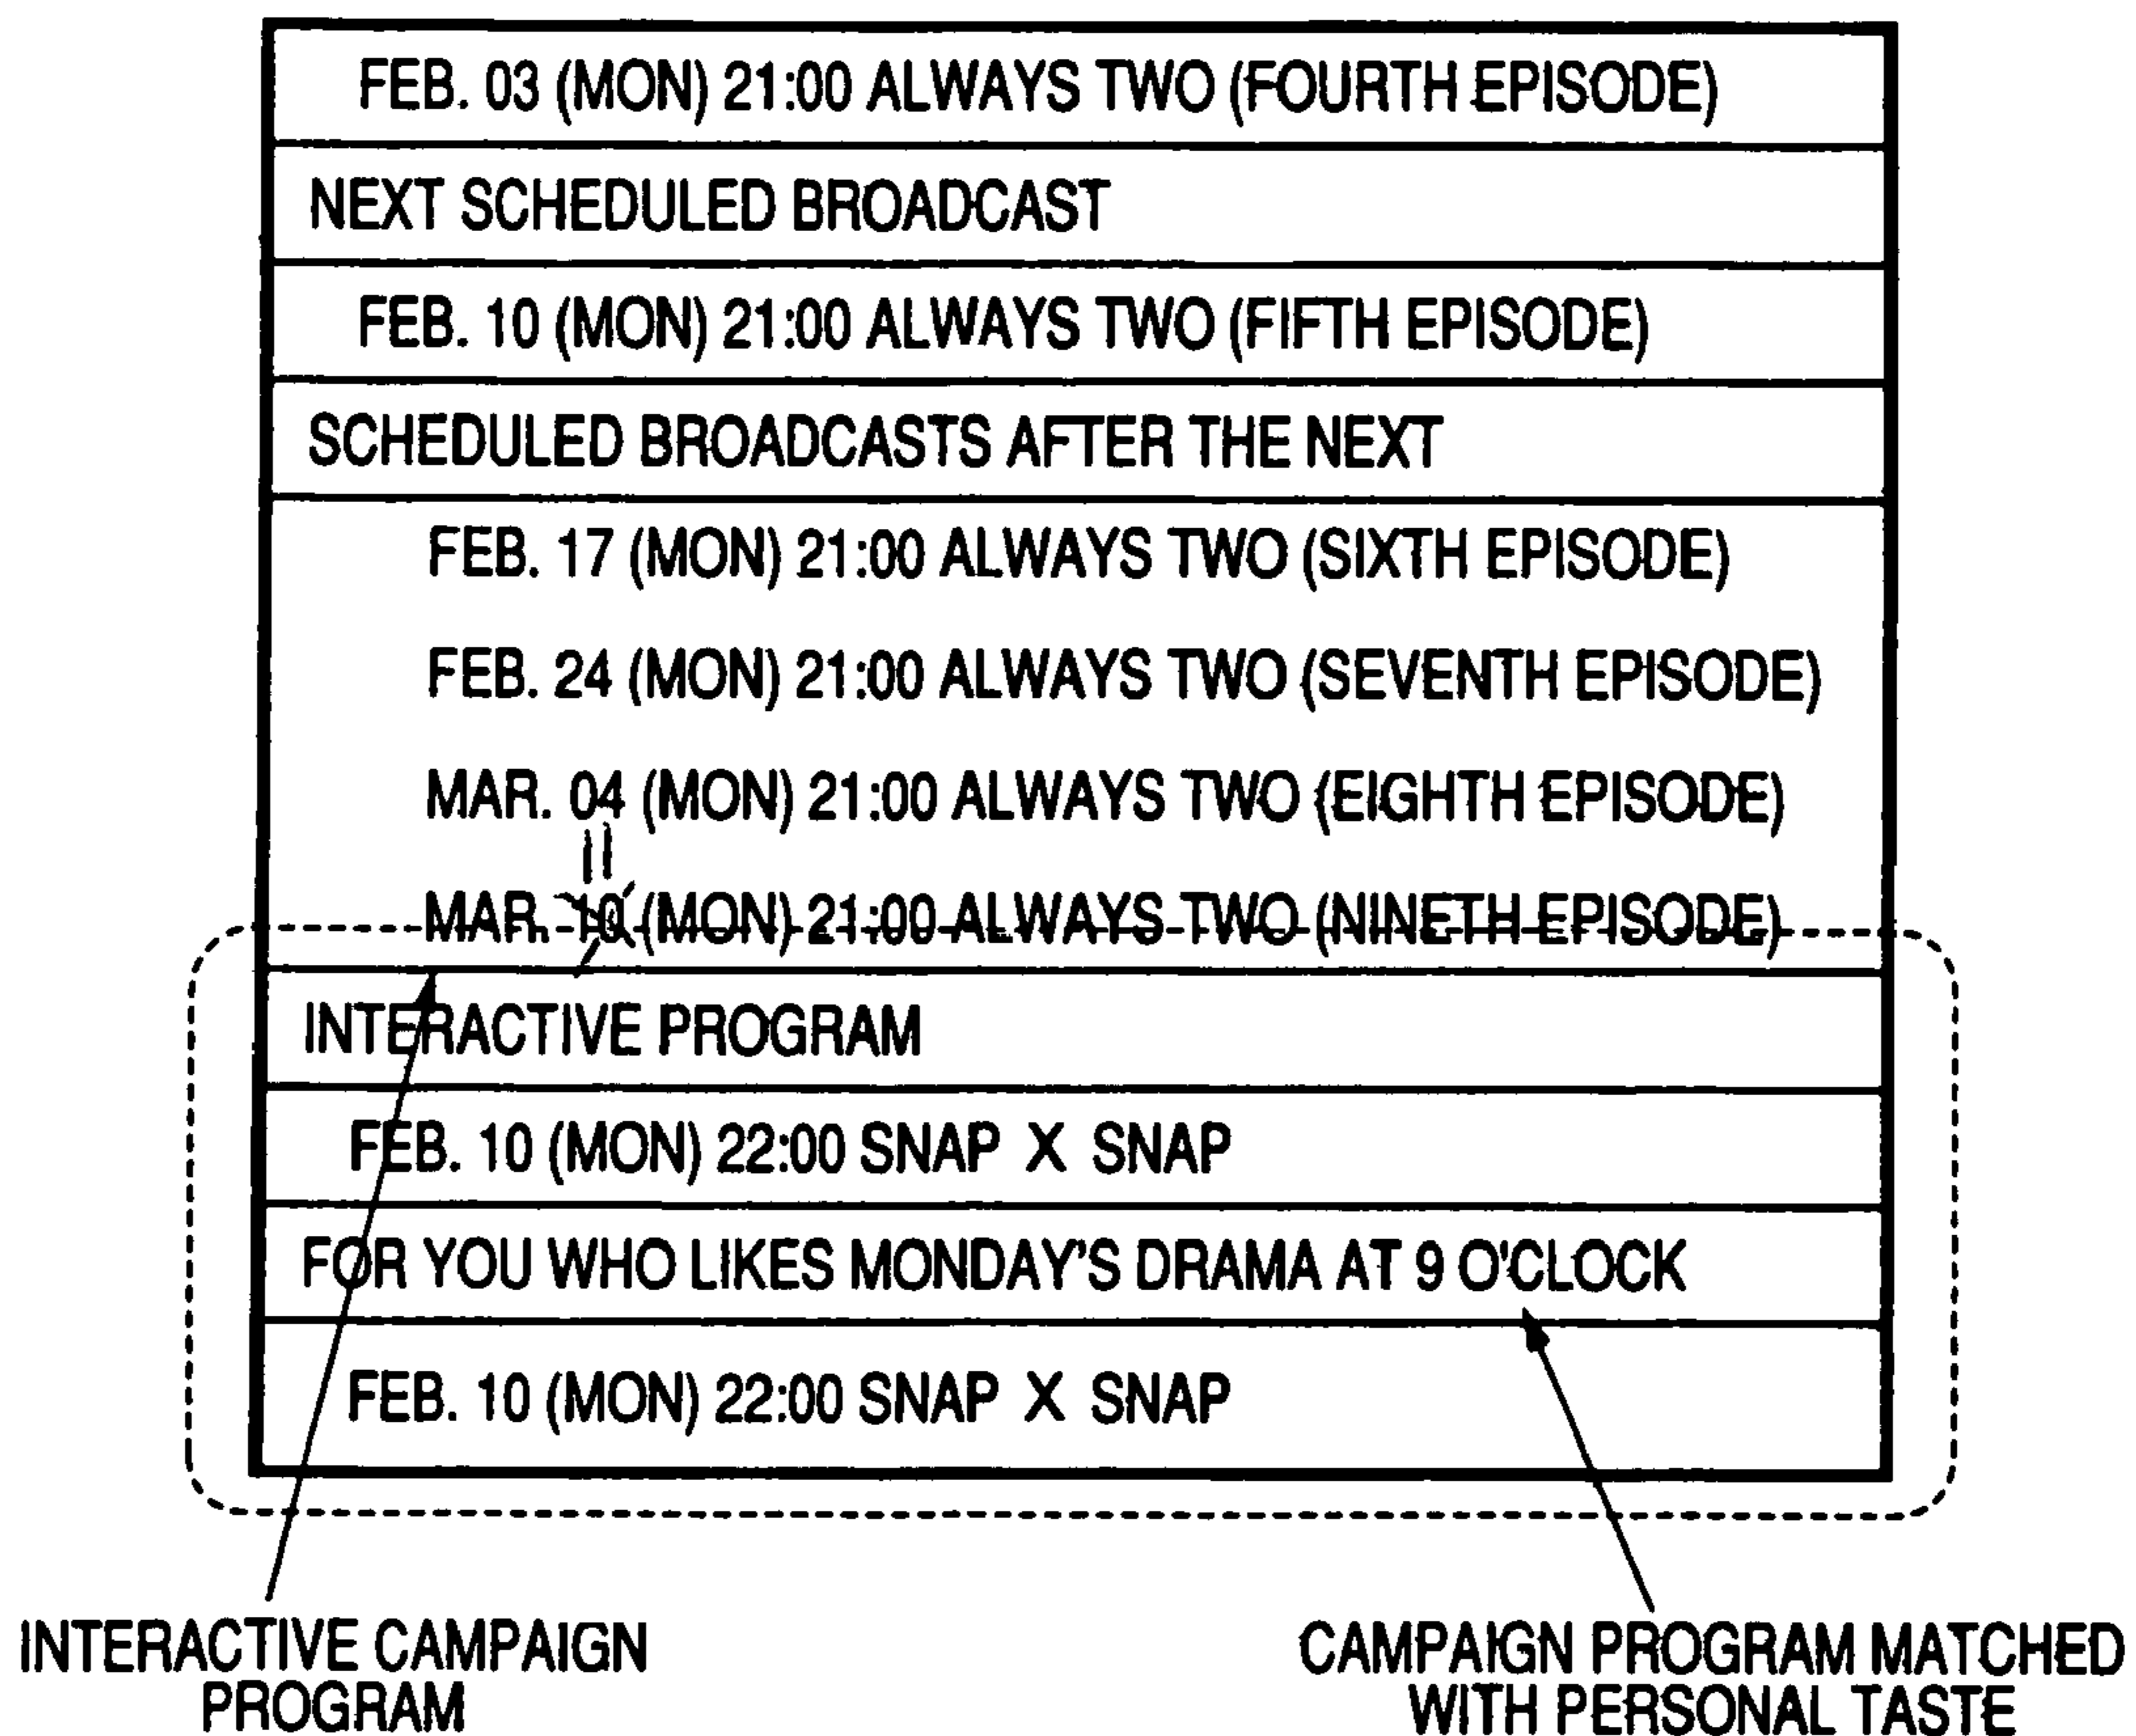 FEB. 03 (MON) 21:00 ALWAYS TWO (FOURTH EPISODE)
NEXT SCHEDULED BROADCAST
FEB. 10 (MON) 21:00 ALWAYS TWO (FIFTH EPISODE)
SCHEDULED BROADCASTS AFTER THE NEXT
FEB. 17 (MON) 21:00 ALWAYS TWO (SIXTH EPISODE)
FEB. 24 (MON) 21:00 ALWAYS TWO (SEVENTH EPISODE)
MAR. 04 (MON) 21:00 ALWAYS TWO (EIGHTH EPISODE)
MAR. 10 (MON) 21:00 ALWAYS TWO (NINETH EPISODE)
INTERACTIVE PROGRAM
FEB. 10 (MON) 22:00 SNAP X SNAP
FOR YOU WHO LIKES MONDAY'S DRAMA AT 9 O'CLOCK
FEB. 10 (MON) 22:00 SNAP X SNAP
INTERACTIVE CAMPAIGN
PROGRAM
CAMPAIGN PROGRAM MATCHED
WITH PERSONAL TASTE